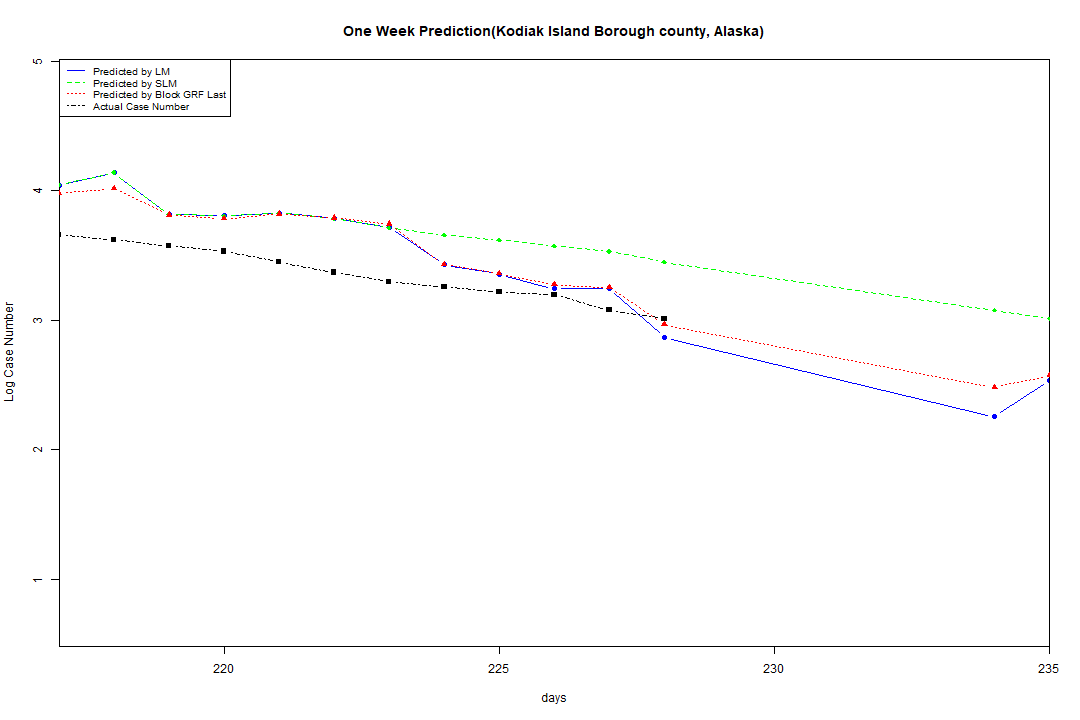 One Week Prediction(Kodiak Island Borough county, Alaska)
Predicted by LM
Predicted by SLM
Predicted by Block GRF Last
Actual Case Number
5
4
3
2
1
Log Case Number
220
225
230
235
days